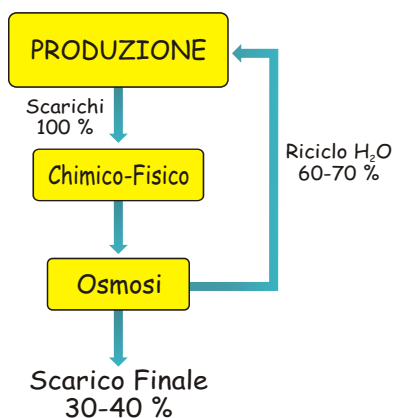 PRODUZIONE
Scarichi
100 %
Riciclo H₂O
60-70 %
Chimico-Fisico
Osmosi
Scarico Finale
30-40 %